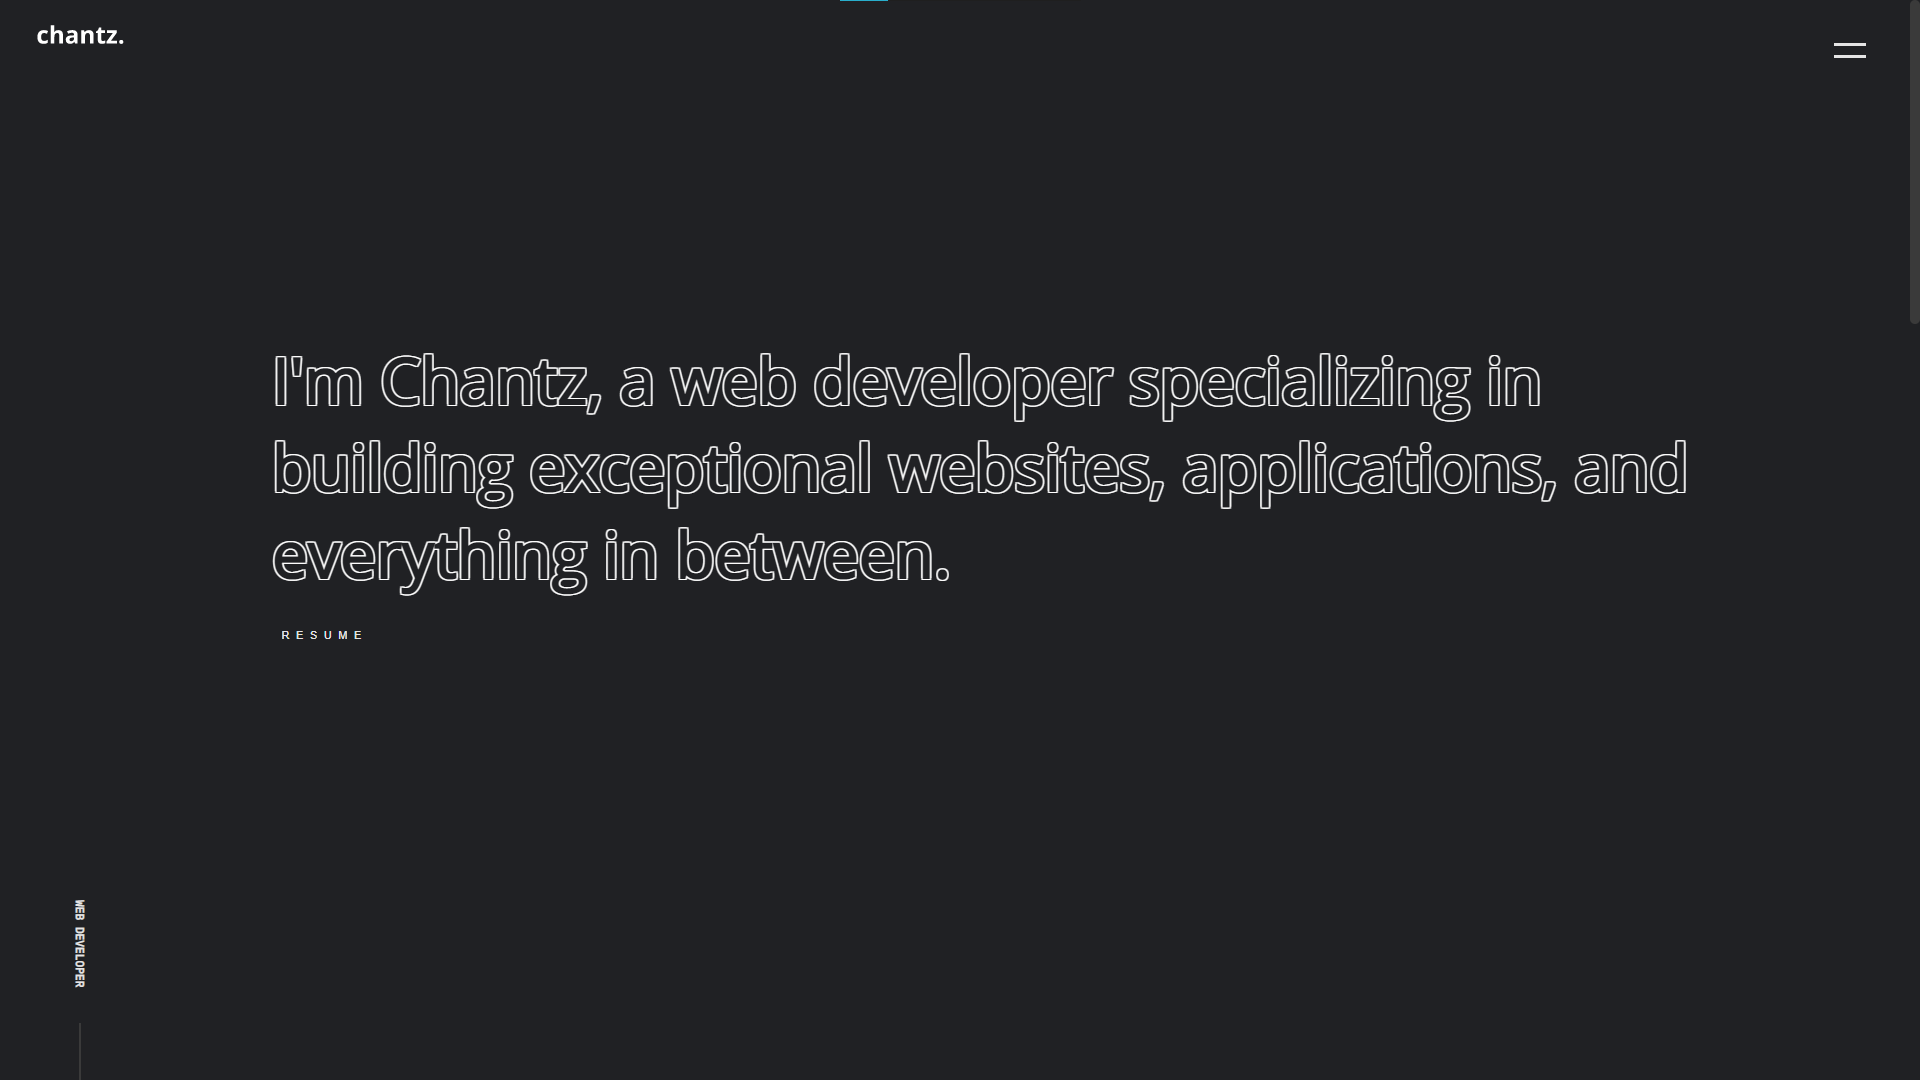 chantz.
I'm Chantz, a web developer specializing in
building exceptional websites, applications, and
everything in between.
RESUME
WEB DEVELOPER